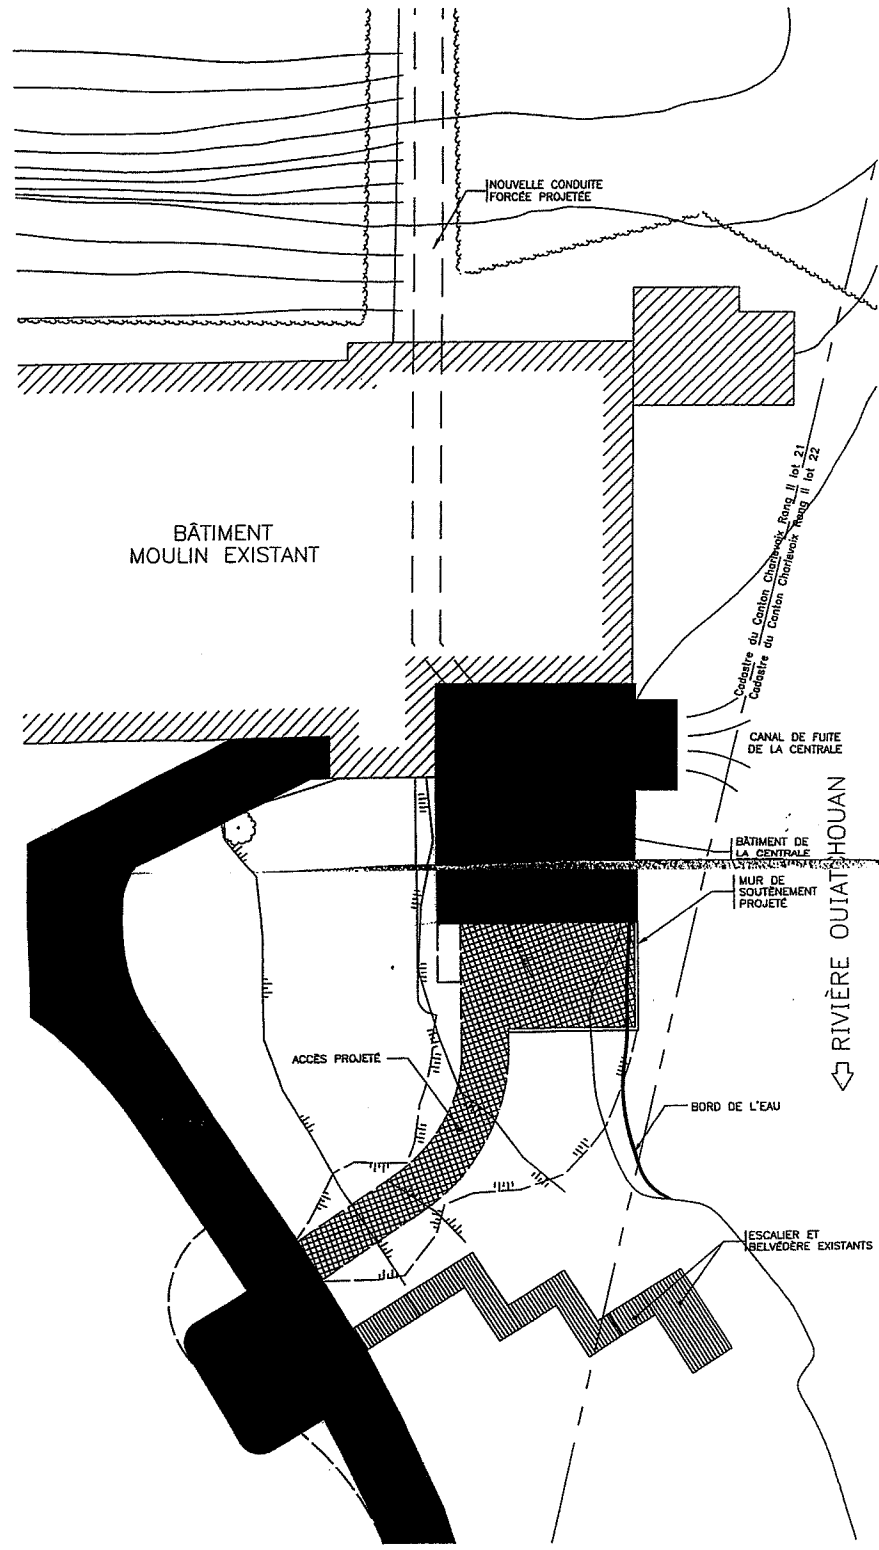 NOUVELLE CONDUITE
FORCÉE PROJETÉE
BÂTIMENT
MOULIN EXISTANT
Cadastre du Canton Charlevoix Rang II lot 21
Cadastre du Canton Charlevoix Rang II lot 22
CANAL DE FUITE
DE LA CENTRALE
BÂTIMENT DE
LA CENTRALE
MUR DE
SOUTÈNEMENT
PROJETÉ
RIVIÈRE OUIATCHOUAN
ACCÈS PROJETÉ
BORD DE L'EAU
ESCALIER ET
BELVÉDÈRE EXISTANTS